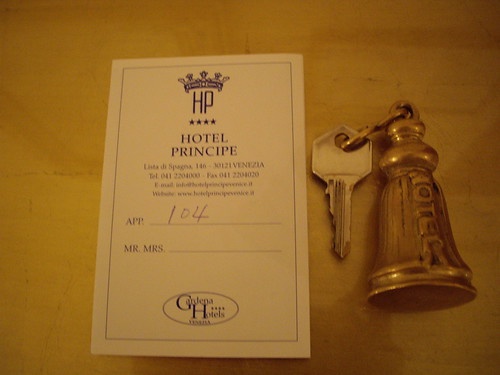 HP
★★★★
HOTEL
PRINCIPE
Lista di Spagna, 146 - 30121 VENEZIA
Tel. 041 2204000 - Fax 041 2204020
E-mail: info@hotelprincipevenice.it
Website: www.hotelprincipevenice.it
APP. 104
MR. MRS.
Gardena
Hotels ★★★★
VENEZIA
HOTEL